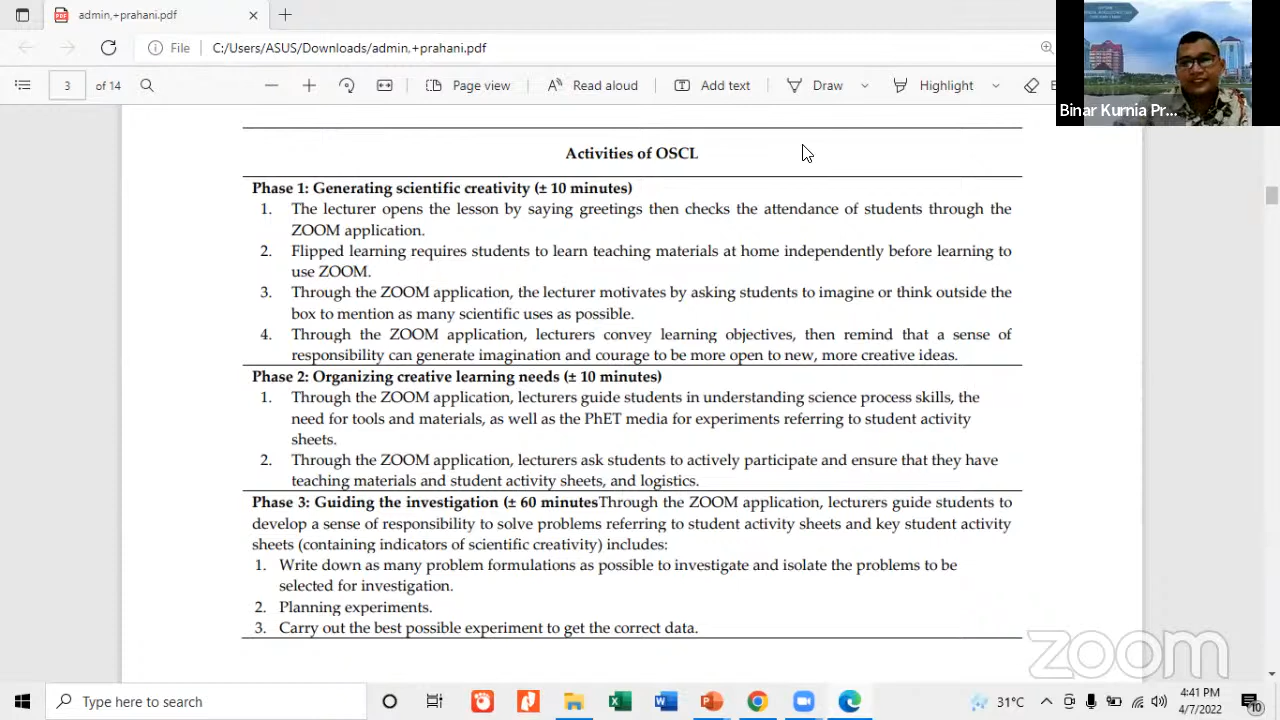 admin,+prahani.pdf
File C:/Users/ASUS/Downloads/admin,+prahani.pdf
3 of 14 Page view Read aloud Add text Draw Highlight
Binar Kurnia Pr...
Activities of OSCL
Phase 1: Generating scientific creativity (± 10 minutes)
1. The lecturer opens the lesson by saying greetings then checks the attendance of students through the
ZOOM application.
2. Flipped learning requires students to learn teaching materials at home independently before learning to
use ZOOM.
3. Through the ZOOM application, the lecturer motivates by asking students to imagine or think outside the
box to mention as many scientific uses as possible.
4. Through the ZOOM application, lecturers convey learning objectives, then remind that a sense of
responsibility can generate imagination and courage to be more open to new, more creative ideas.
Phase 2: Organizing creative learning needs (± 10 minutes)
1. Through the ZOOM application, lecturers guide students in understanding science process skills, the
need for tools and materials, as well as the PhET media for experiments referring to student activity
sheets.
2. Through the ZOOM application, lecturers ask students to actively participate and ensure that they have
teaching materials and student activity sheets, and logistics.
Phase 3: Guiding the investigation (± 60 minutesThrough the ZOOM application, lecturers guide students to
develop a sense of responsibility to solve problems referring to student activity sheets and key student activity
sheets (containing indicators of scientific creativity) includes:
1. Write down as many problem formulations as possible to investigate and isolate the problems to be
selected for investigation.
2. Planning experiments.
3. Carry out the best possible experiment to get the correct data.
zoom
Type here to search
31°C
4:41 PM
4/7/2022
10